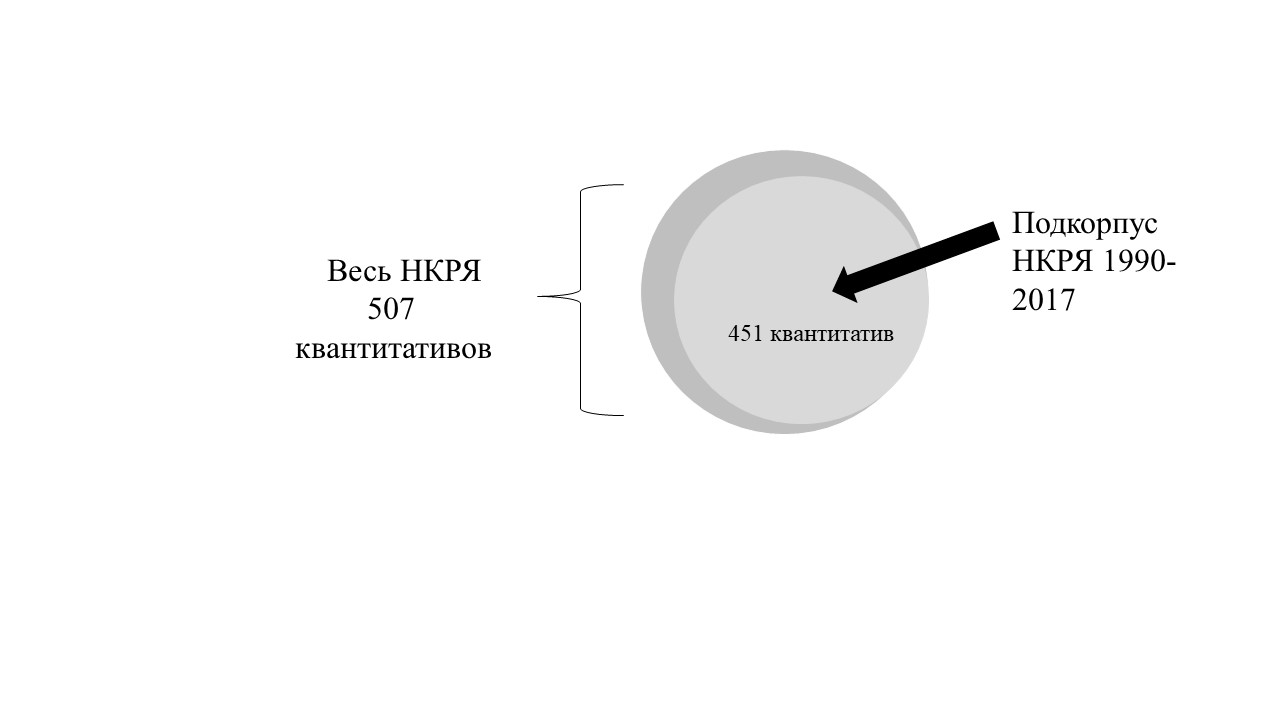 Весь НКРЯ
507
квантитативов
451 квантитатив
Подкорпус
НКРЯ 1990-
2017